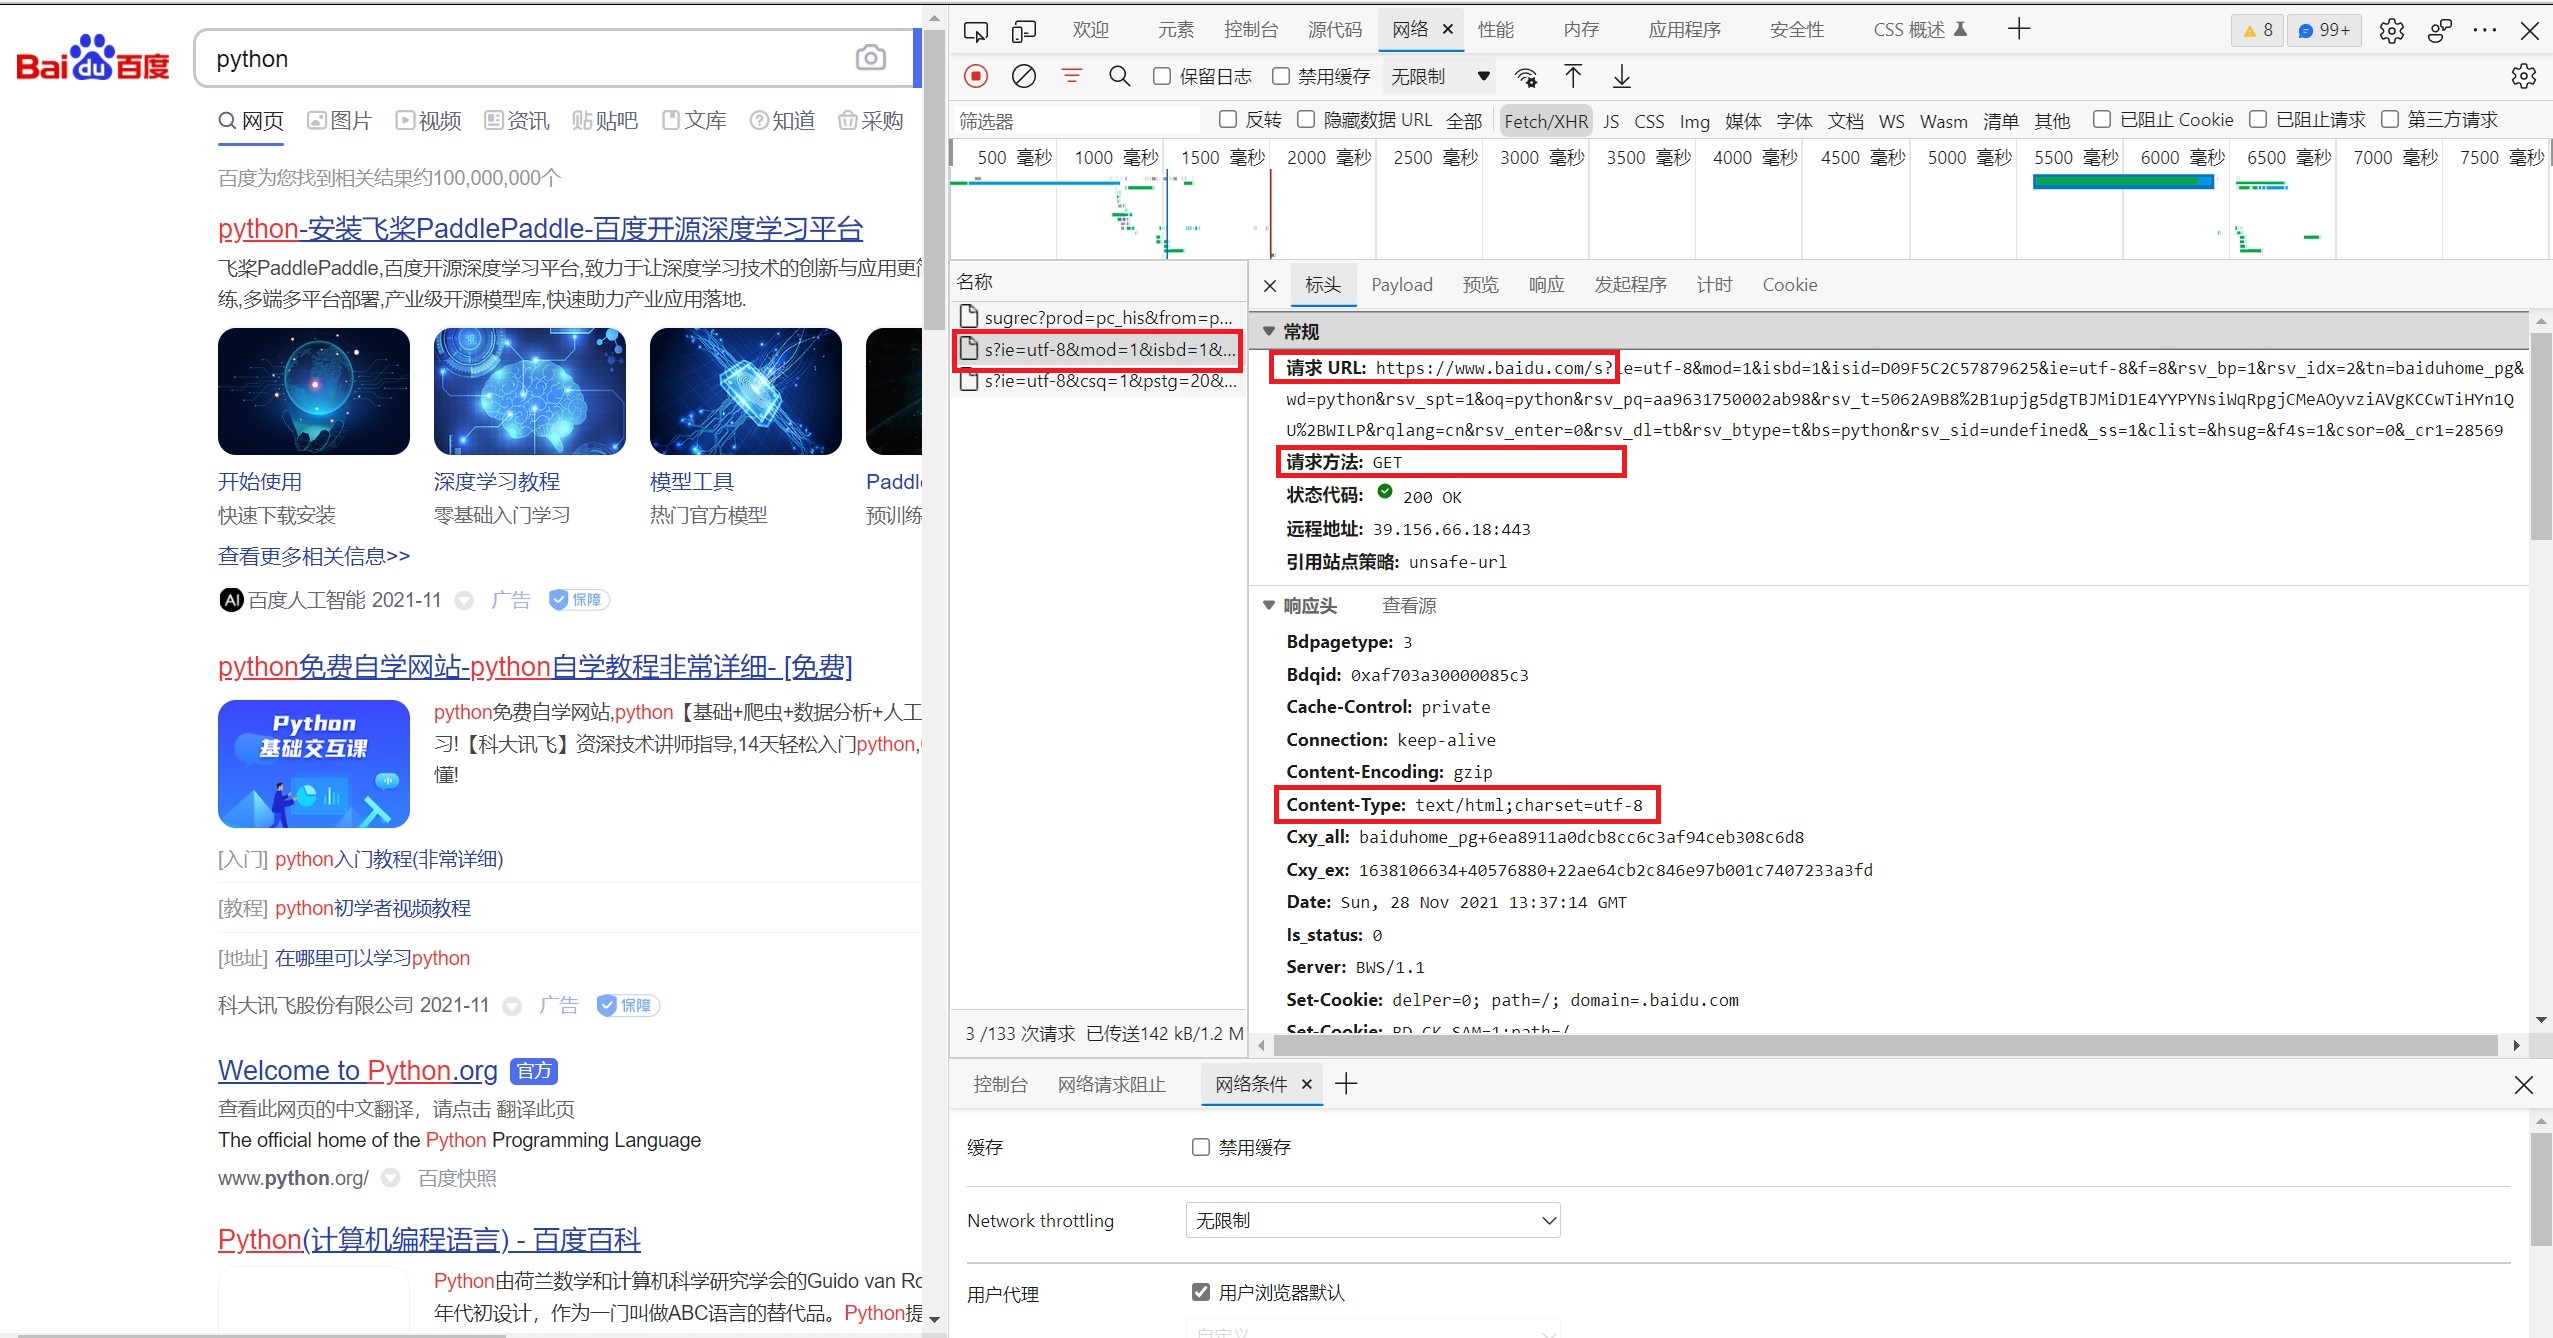 Bai du 百度
python
网页 图片 视频 资讯 贴吧 文库 知道 采购
百度为您找到相关结果约100,000,000个
python-安装飞桨PaddlePaddle-百度开源深度学习平台
飞桨PaddlePaddle,百度开源深度学习平台,致力于让深度学习技术的创新与应用更简
练,多端多平台部署,产业级开源模型库,快速助力产业应用落地.
开始使用 深度学习教程 模型工具 Paddl
快速下载安装 零基础入门学习 热门官方模型 预训练
查看更多相关信息>>
AI 百度人工智能 2021-11 广告 保障
python免费自学网站-python自学教程非常详细- [免费]
Python
基础交互课
python免费自学网站,python【基础+爬虫+数据分析+人工
习!【科大讯飞】资深技术讲师指导,14天轻松入门python,
懂!
[入门] python入门教程(非常详细)
[教程] python初学者视频教程
[地址] 在哪里可以学习python
科大讯飞股份有限公司 2021-11 广告 保障
Welcome to Python.org 官方
查看此网页的中文翻译，请点击 翻译此页
The official home of the Python Programming Language
www.python.org/ 百度快照
Python(计算机编程语言) - 百度百科
Python由荷兰数学和计算机科学研究学会的Guido van Ro
年代初设计，作为一门叫做ABC语言的替代品。Python提
欢迎 元素 控制台 源代码 网络 性能 内存 应用程序 安全性 CSS 概述 8 99+
保留日志 禁用缓存 无限制
筛选器 反转 隐藏数据 URL 全部 Fetch/XHR JS CSS Img 媒体 字体 文档 WS Wasm 清单 其他 已阻止 Cookie 已阻止请求 第三方请求
500 毫秒 1000 毫秒 1500 毫秒 2000 毫秒 2500 毫秒 3000 毫秒 3500 毫秒 4000 毫秒 4500 毫秒 5000 毫秒 5500 毫秒 6000 毫秒 6500 毫秒 7000 毫秒 7500 毫秒
名称
sugrec?prod=pc_his&from=p...
s?ie=utf-8&mod=1&isbd=1&...
s?ie=utf-8&csq=1&pstg=20&...
3 /133 次请求 已传送142 kB/1.2 M
标头 Payload 预览 响应 发起程序 计时 Cookie
常规
请求 URL: https://www.baidu.com/s?ie=utf-8&mod=1&isbd=1&isid=D09F5C2C57879625&ie=utf-8&f=8&rsv_bp=1&rsv_idx=2&tn=baiduhome_pg&
wd=python&rsv_spt=1&oq=python&rsv_pq=aa9631750002ab98&rsv_t=5062A9B8%2B1upjg5dgTBJMiD1E4YYPYNsiWqRpgjCMeAOyvziAVgKCCwTiHYn1Q
U%2BWILP&rqlang=cn&rsv_enter=0&rsv_dl=tb&rsv_btype=t&bs=python&rsv_sid=undefined&_ss=1&clist=&hsug=&f4s=1&csor=0&_cr1=28569
请求方法: GET
状态代码: 200 OK
远程地址: 39.156.66.18:443
引用站点策略: unsafe-url
响应头 查看源
Bdpagetype: 3
Bdqid: 0xaf703a30000085c3
Cache-Control: private
Connection: keep-alive
Content-Encoding: gzip
Content-Type: text/html;charset=utf-8
Cxy_all: baiduhome_pg+6ea8911a0dcb8cc6c3af94ceb308c6d8
Cxy_ex: 1638106634+40576880+22ae64cb2c846e97b001c7407233a3fd
Date: Sun, 28 Nov 2021 13:37:14 GMT
Is_status: 0
Server: BWS/1.1
Set-Cookie: delPer=0; path=/; domain=.baidu.com
Set-Cookie: BD_CK_SAM=1;path=/
控制台 网络请求阻止 网络条件
缓存 禁用缓存
Network throttling 无限制
用户代理 用户浏览器默认
自定义